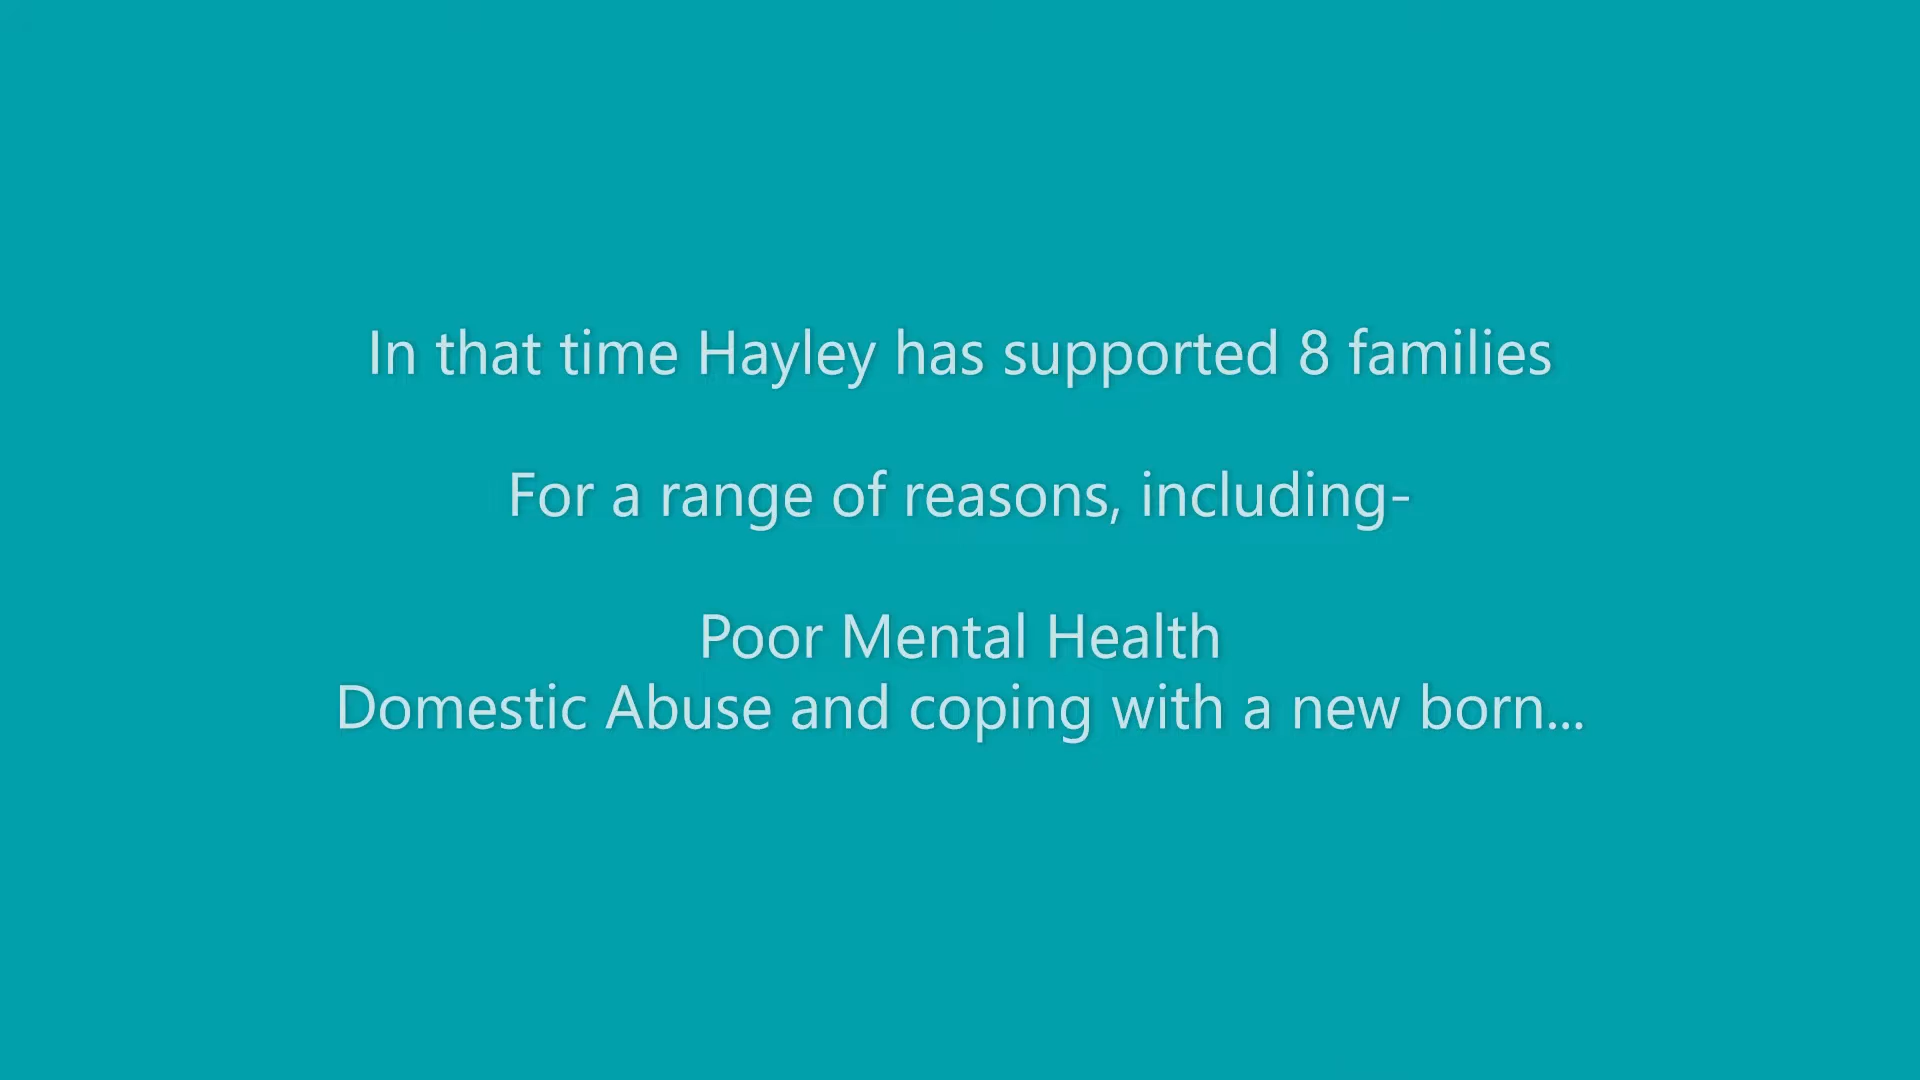 In that time Hayley has supported 8 families
For a range of reasons, including-
Poor Mental Health
Domestic Abuse and coping with a new born...